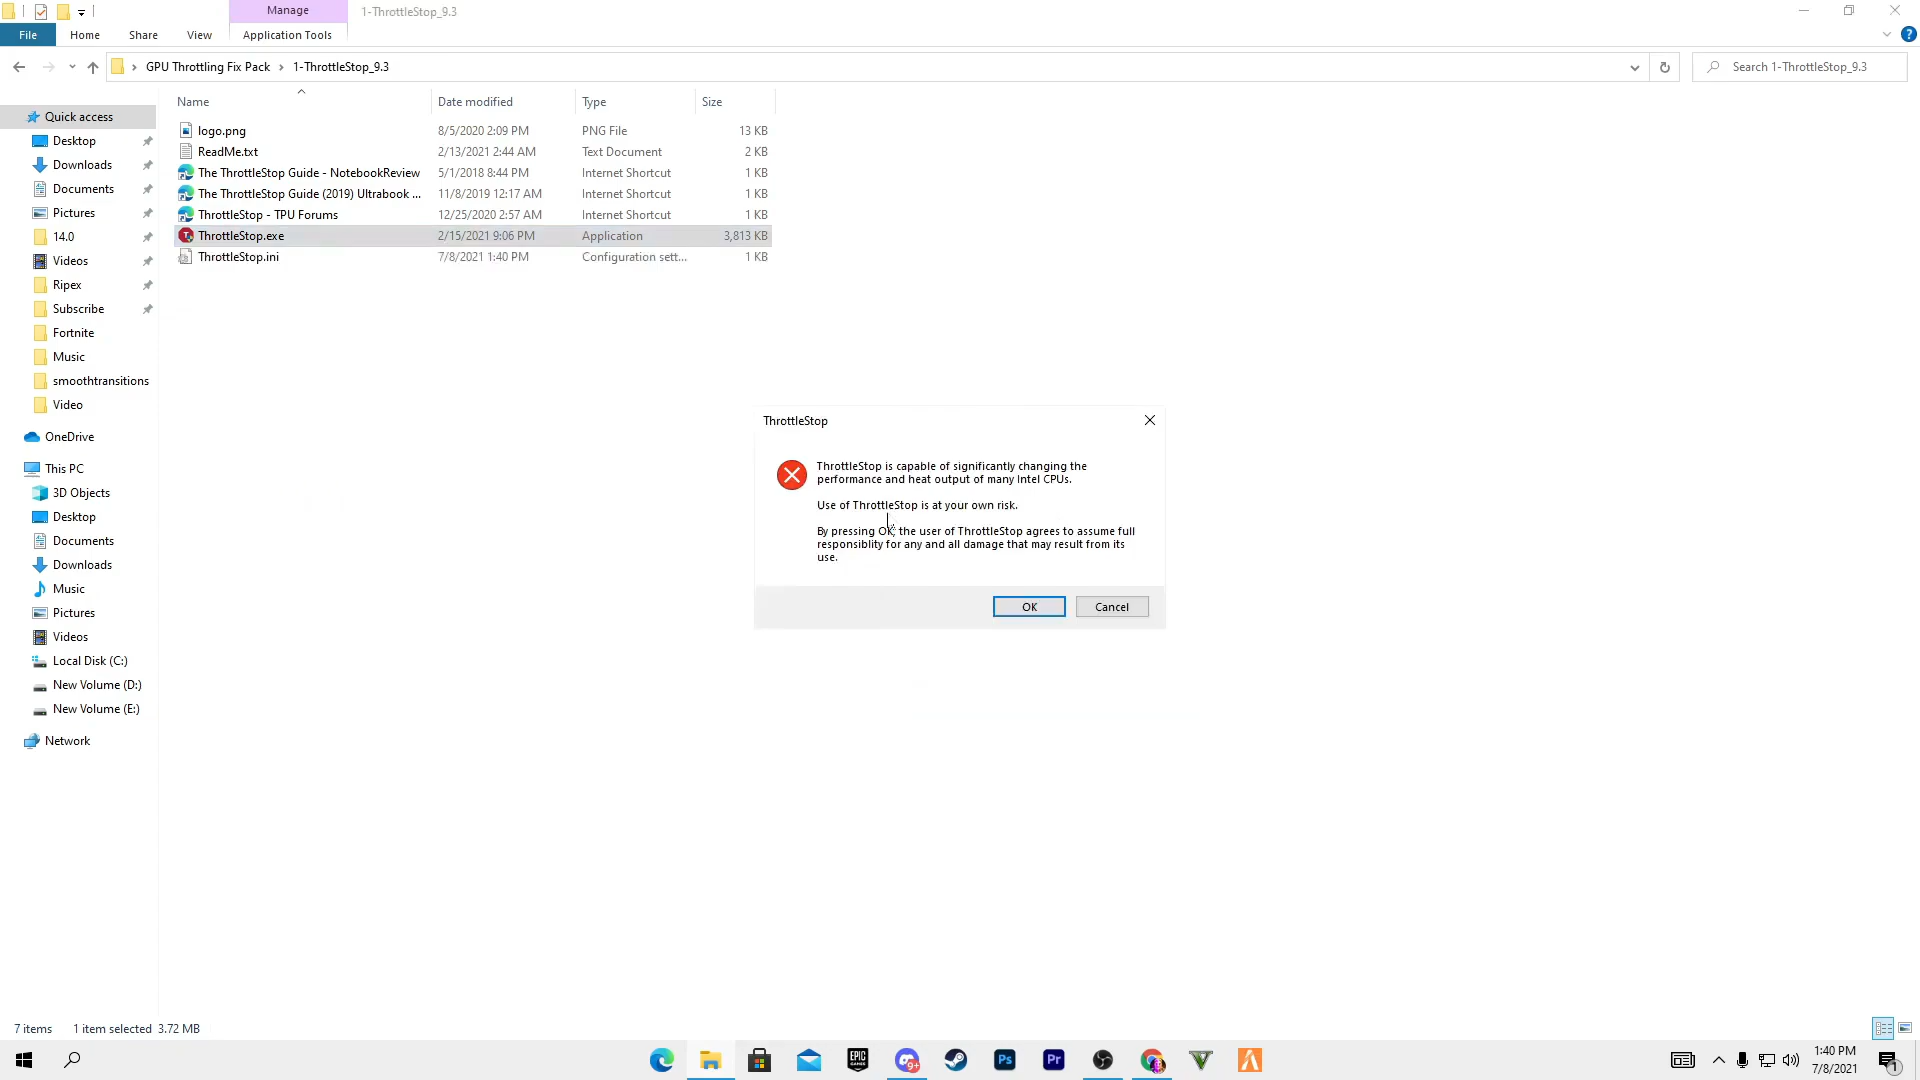 Manage
1-ThrottleStop_9.3
File
Home
Share
View
Application Tools
GPU Throttling Fix Pack
1-ThrottleStop_9.3
Search 1-ThrottleStop_9.3
Name
Date modified
Type
Size
logo.png 8/5/2020 2:09 PM PNG File 13 KB
ReadMe.txt 2/13/2021 2:44 AM Text Document 2 KB
The ThrottleStop Guide - NotebookReview 5/1/2018 8:44 PM Internet Shortcut 1 KB
The ThrottleStop Guide (2019) Ultrabook ... 11/8/2019 12:17 AM Internet Shortcut 1 KB
ThrottleStop - TPU Forums 12/25/2020 2:57 AM Internet Shortcut 1 KB
ThrottleStop.exe 2/15/2021 9:06 PM Application 3,813 KB
ThrottleStop.ini 7/8/2021 1:40 PM Configuration sett... 1 KB
Quick access
Desktop
Downloads
Documents
Pictures
14.0
Videos
Ripex
Subscribe
Fortnite
Music
smoothtransitions
Video
OneDrive
This PC
3D Objects
Desktop
Documents
Downloads
Music
Pictures
Videos
Local Disk (C:)
New Volume (D:)
New Volume (E:)
Network
ThrottleStop
ThrottleStop is capable of significantly changing the
performance and heat output of many Intel CPUs.
Use of ThrottleStop is at your own risk.
By pressing OK, the user of ThrottleStop agrees to assume full
responsiblity for any and all damage that may result from its
use.
OK
Cancel
7 items
1 item selected 3.72 MB
EPIC
GAMES
9+
Ps
Pr
1:40 PM
7/8/2021
1